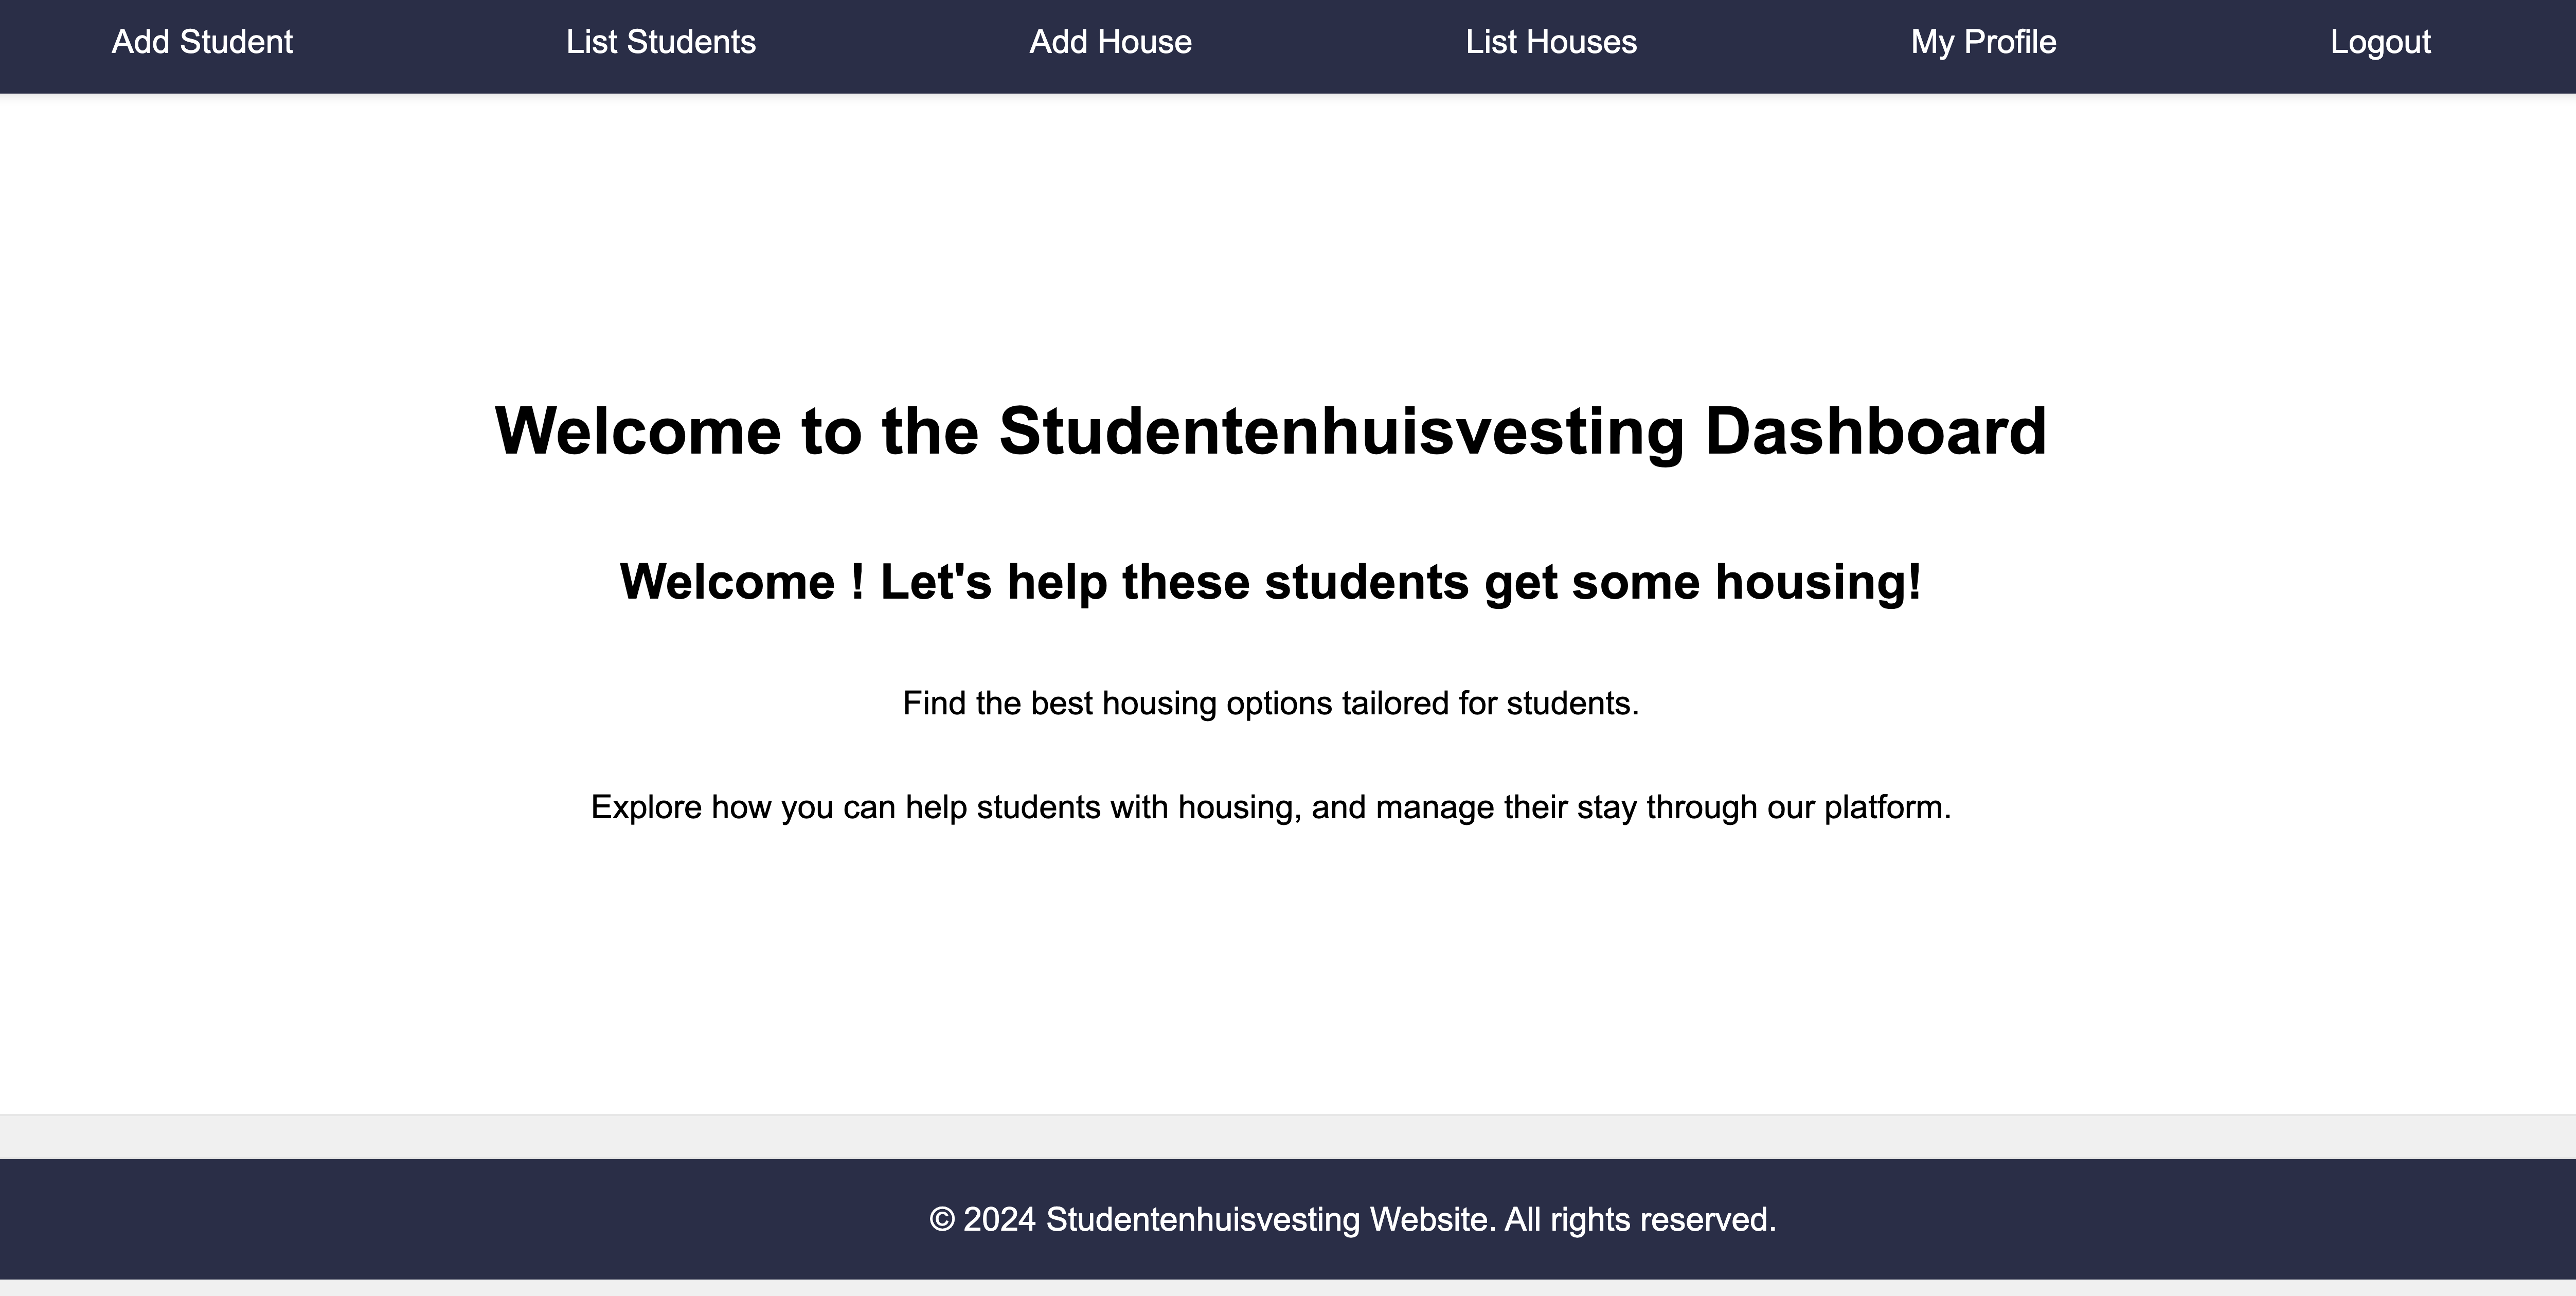 Add Student
List Students
Add House
List Houses
My Profile
Logout
Welcome to the Studentenhuisvesting Dashboard
Welcome ! Let's help these students get some housing!
Find the best housing options tailored for students.
Explore how you can help students with housing, and manage their stay through our platform.
© 2024 Studentenhuisvesting Website. All rights reserved.